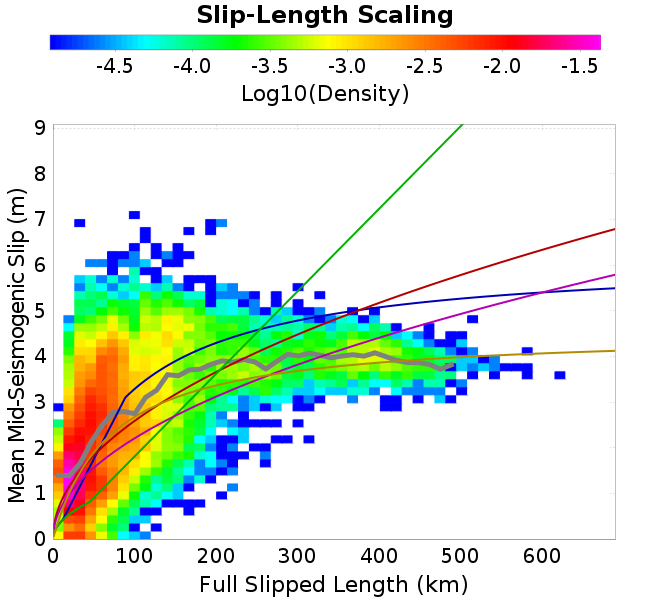 Slip-Length Scaling
-4.5 -4.0 -3.5 -3.0 -2.5 -2.0 -1.5
Log10(Density)
9
8
7
6
5
4
3
2
1
0
Mean Mid-Seismogenic Slip (m)
0 100 200 300 400 500 600
Full Slipped Length (km)